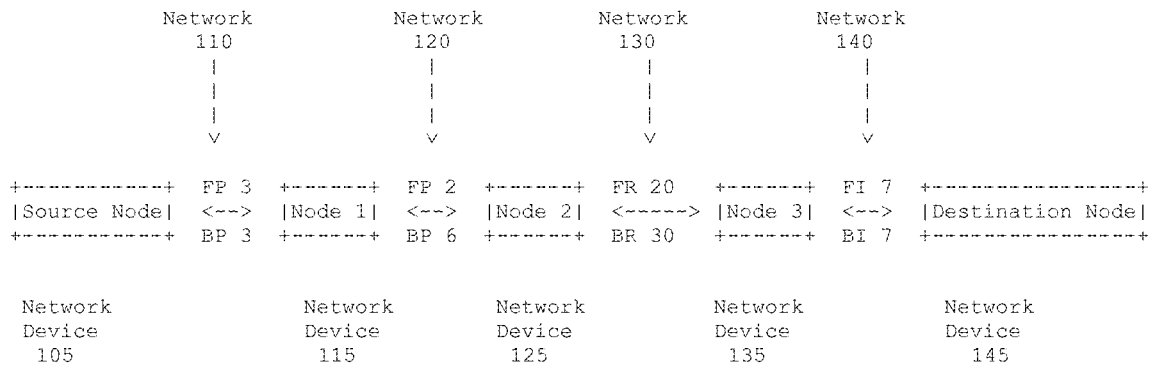 Network Network Network Network
110 120 130 140
| | | |
| | | |
| | | |
v v v v
+-----------+ FP 3 +------+ FP 2 +------+ FR 20 +------+ FI 7 +----------------+
|Source Node| <--> |Node 1| <--> |Node 2| <-----> |Node 3| <--> |Destination Node|
+-----------+ BP 3 +------+ BP 6 +------+ BR 30 +------+ BI 7 +----------------+
Network Network Network Network Network
Device Device Device Device Device
105 115 125 135 145